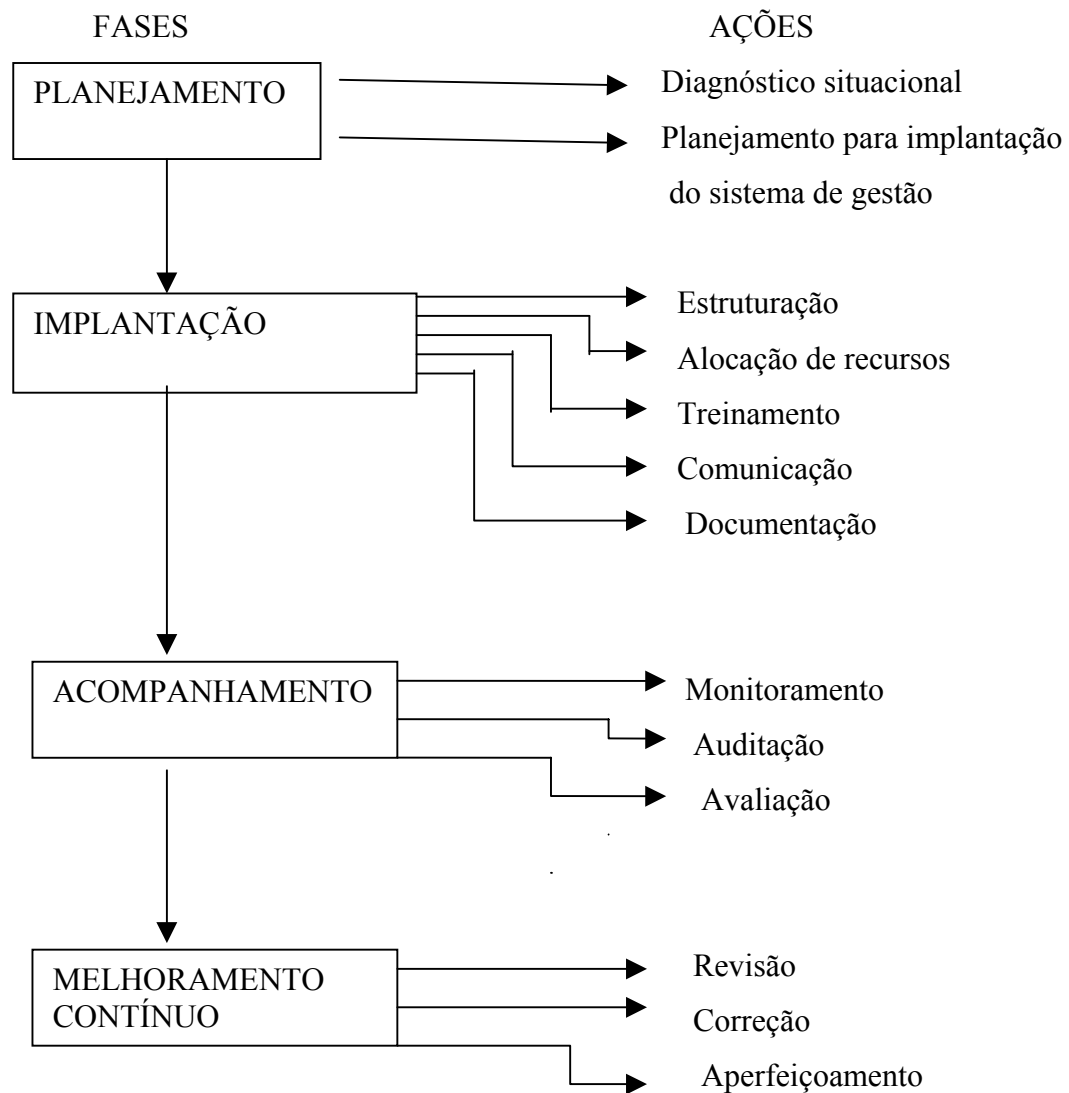 FASES
AÇÕES
PLANEJAMENTO
Diagnóstico situacional
Planejamento para implantação
do sistema de gestão
IMPLANTAÇÃO
Estruturação
Alocação de recursos
Treinamento
Comunicação
Documentação
ACOMPANHAMENTO
Monitoramento
Auditação
Avaliação
MELHORAMENTO
CONTÍNUO
Revisão
Correção
Aperfeiçoamento